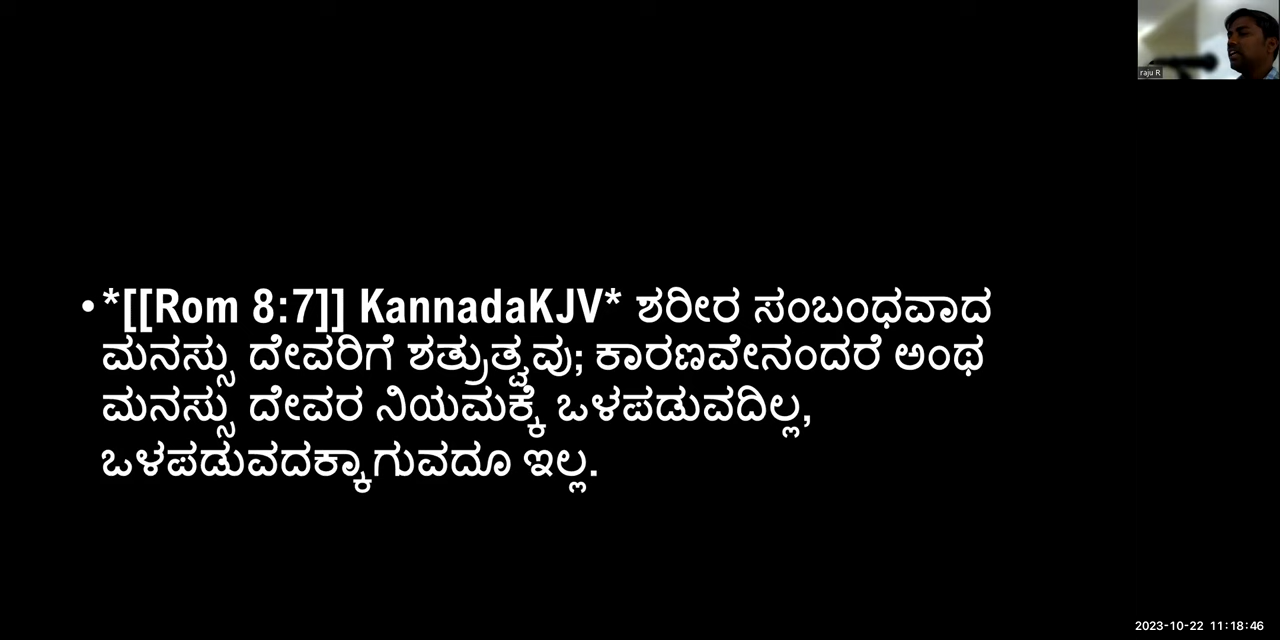 raju R
• *[[Rom 8:7]] KannadaKJV* ಶರೀರ ಸಂಬಂಧವಾದ
ಮನಸ್ಸು ದೇವರಿಗೆ ಶತ್ರುತ್ವವು; ಕಾರಣವೇನಂದರೆ ಅಂಥ
ಮನಸ್ಸು ದೇವರ ನಿಯಮಕ್ಕೆ ಒಳಪಡುವದಿಲ್ಲ,
ಒಳಪಡುವದಕ್ಕಾಗುವದೂ ಇಲ್ಲ.
2023-10-22 11:18:46